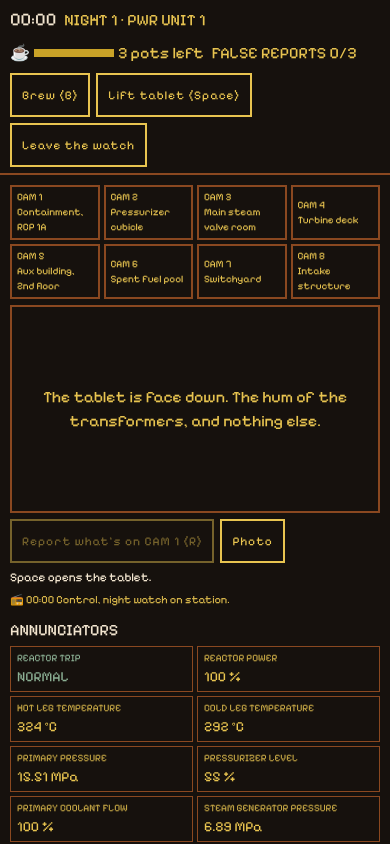 00:00 NIGHT 1 · PWR UNIT 1
3 pots left FALSE REPORTS 0/3
Brew (B)
Lift tablet (Space)
Leave the watch
CAM 1
Containment,
RCP 1A
CAM 2
Pressurizer
cubicle
CAM 3
Main steam
valve room
CAM 4
Turbine deck
CAM 5
Aux building,
2nd floor
CAM 6
Spent fuel pool
CAM 7
Switchyard
CAM 8
Intake
structure
The tablet is face down. The hum of the
transformers, and nothing else.
Report what's on CAM 1 (R)
Photo
Space opens the tablet.
00:00 Control, night watch on station.
ANNUNCIATORS
REACTOR TRIP
NORMAL
REACTOR POWER
100 %
HOT LEG TEMPERATURE
324 °C
COLD LEG TEMPERATURE
292 °C
PRIMARY PRESSURE
15.51 MPa
PRESSURIZER LEVEL
55 %
PRIMARY COOLANT FLOW
100 %
STEAM GENERATOR PRESSURE
6.89 MPa